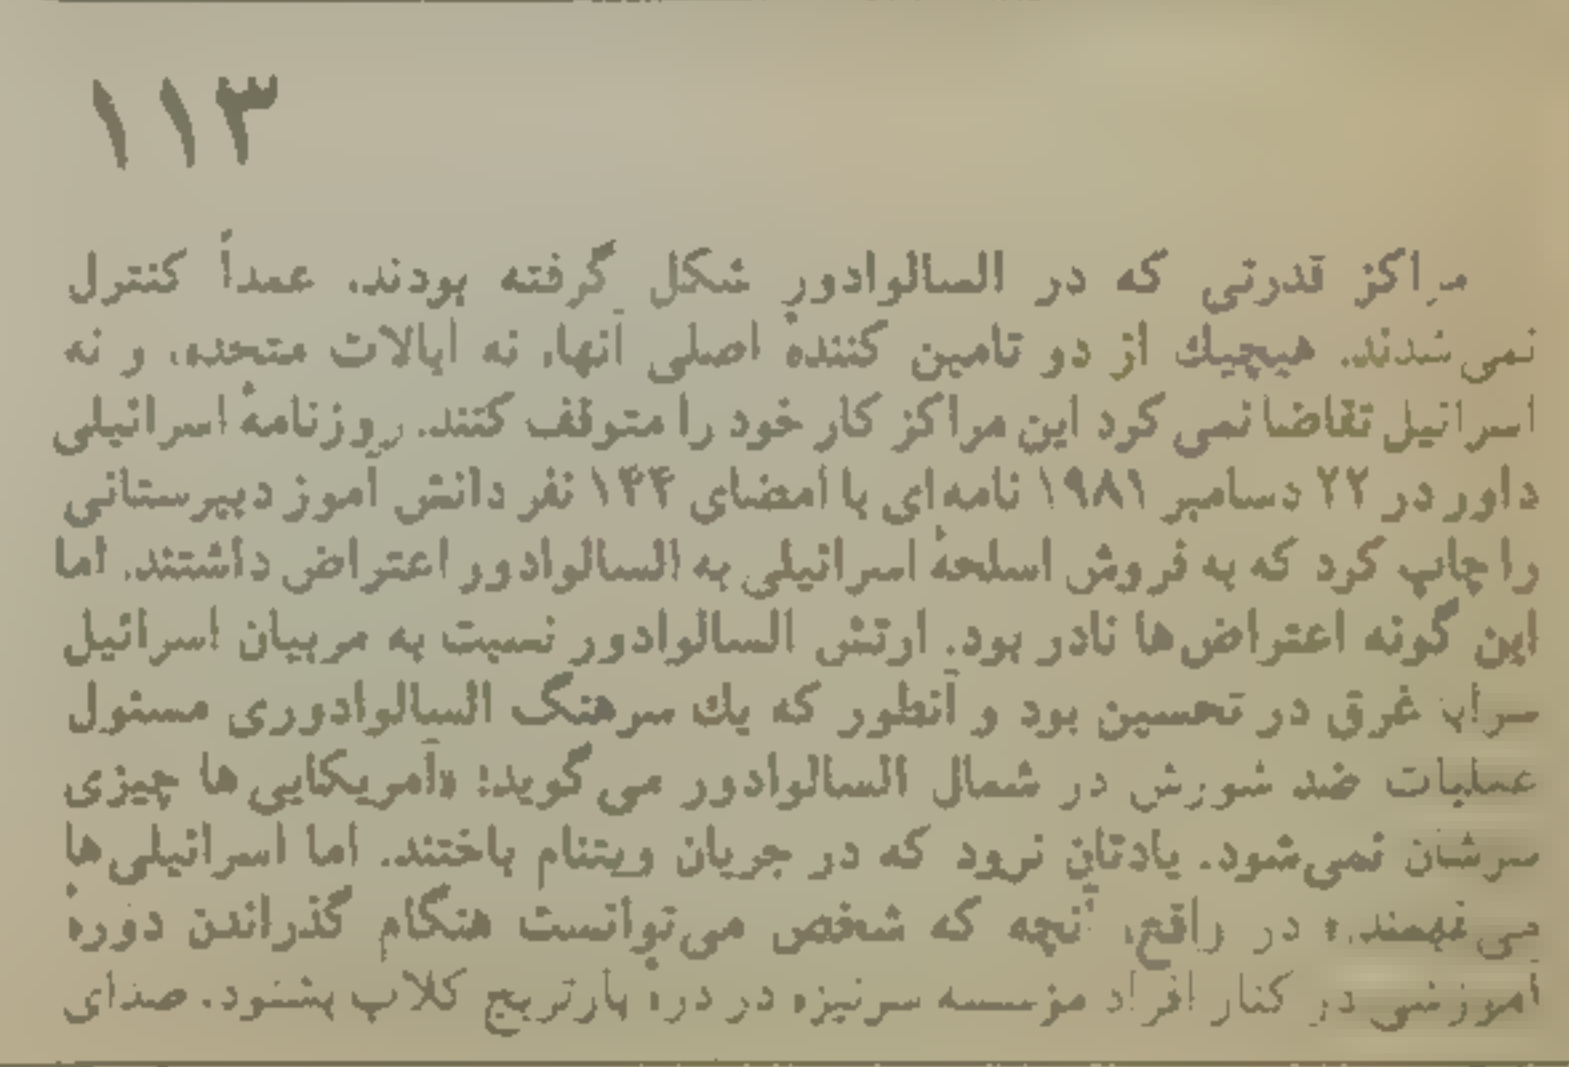 ۱۱۳
مراکز قدرتی که در السالوادور شکل گرفته بودند، عمداً کنترل
نمی‌شدند. هیچیك از دو تامین کنندهٔ اصلی آنها، نه ایالات متحده، و نه
اسرائیل تقاضا نمی کرد این مراکز کار خود را متوقف کنند. روزنامهٔ اسرائیلی
داور در ۲۲ دسامبر ۱۹۸۱ نامه‌ای با امضای ۱۴۴ نفر دانش آموز دبیرستانی
را چاپ کرد که به فروش اسلحهٔ اسرائیلی به السالوادور اعتراض داشتند. اما
این گونه اعتراض‌ها نادر بود. ارتش السالوادور نسبت به مربیان اسرائیل
سراپا غرق در تحسین بود و آنطور که یك سرهنگ السالوادوری مسئول
عملیات ضد شورش در شمال السالوادور می‌گوید: «آمریکایی‌ها چیزی
سرشان نمی‌شود. یادتان نرود که در جریان ویتنام باختند. اما اسرائیلی‌ها
می‌فهمند.» در واقع، آنچه که شخص می‌توانست هنگام گذراندن دورهٔ
آموزشی در کنار افراد مؤسسه سرنیزه در درهٔ پارتریج کلاب بشنود. صدای